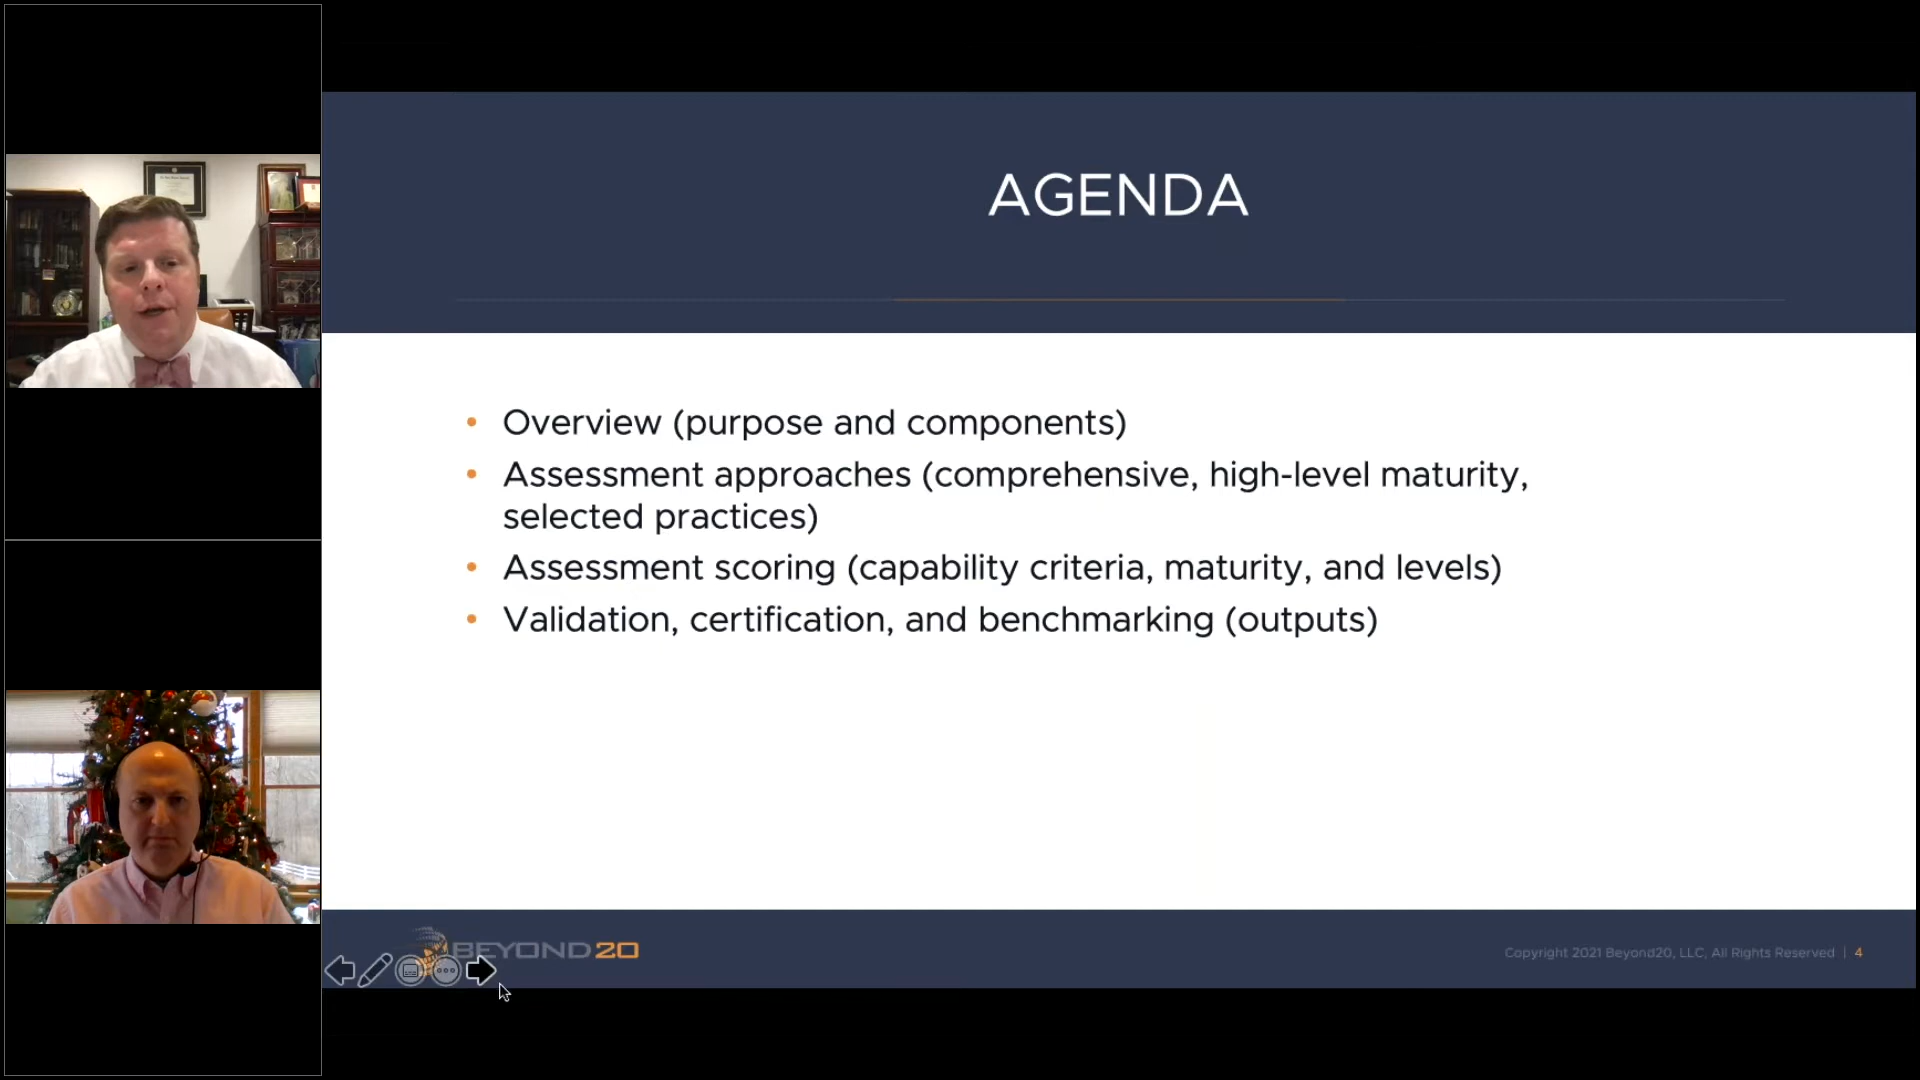 AGENDA
• Overview (purpose and components)
• Assessment approaches (comprehensive, high-level maturity,
selected practices)
• Assessment scoring (capability criteria, maturity, and levels)
• Validation, certification, and benchmarking (outputs)
BEYOND20
Copyright 2021 Beyond20, LLC, All Rights Reserved | 4